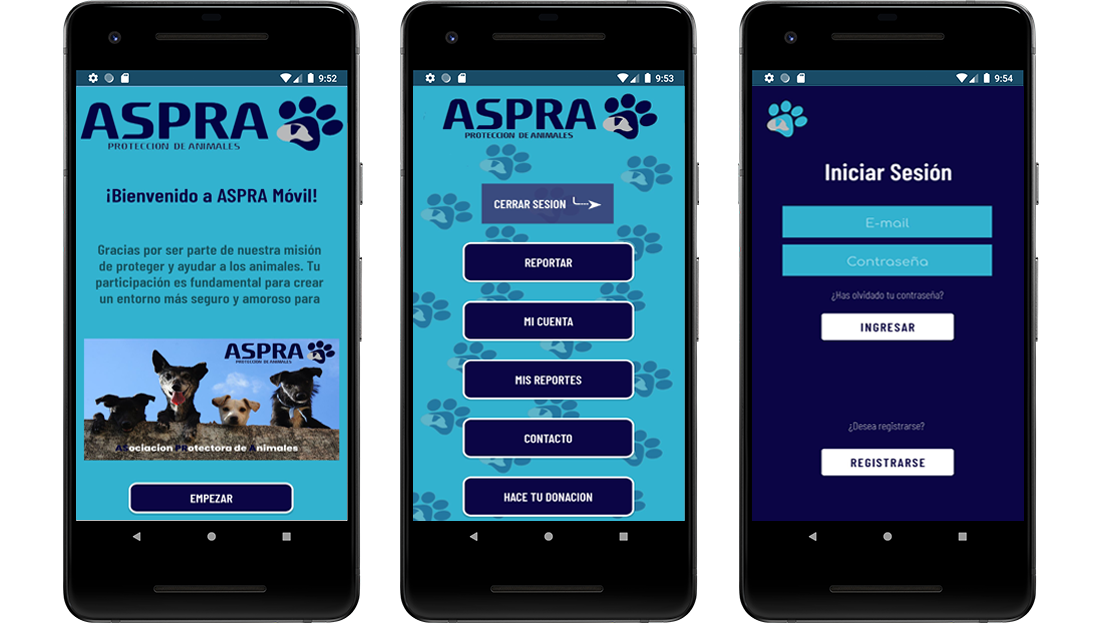 9:52
ASPRA
PROTECCION DE ANIMALES
¡Bienvenido a ASPRA Móvil!
Gracias por ser parte de nuestra misión
de proteger y ayudar a los animales. Tu
participación es fundamental para crear
un entorno más seguro y amoroso para
ASPRA
PROTECCION DE ANIMALES
ASociacion PRotectora de Animales
EMPEZAR
9:53
ASPRA
PROTECCION DE ANIMALES
CERRAR SESION
REPORTAR
MI CUENTA
MIS REPORTES
CONTACTO
HACE TU DONACION
9:54
Iniciar Sesión
E-mail
Contraseña
¿Has olvidado tu contraseña?
INGRESAR
¿Desea registrarse?
REGISTRARSE